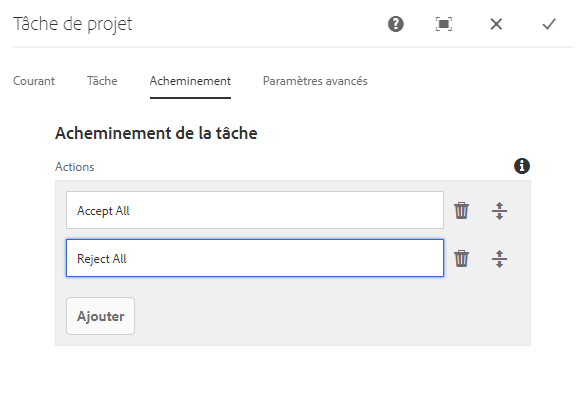 Tâche de projet
Courant Tâche Acheminement Paramètres avancés
Acheminement de la tâche
Actions
Accept All
Reject All
Ajouter